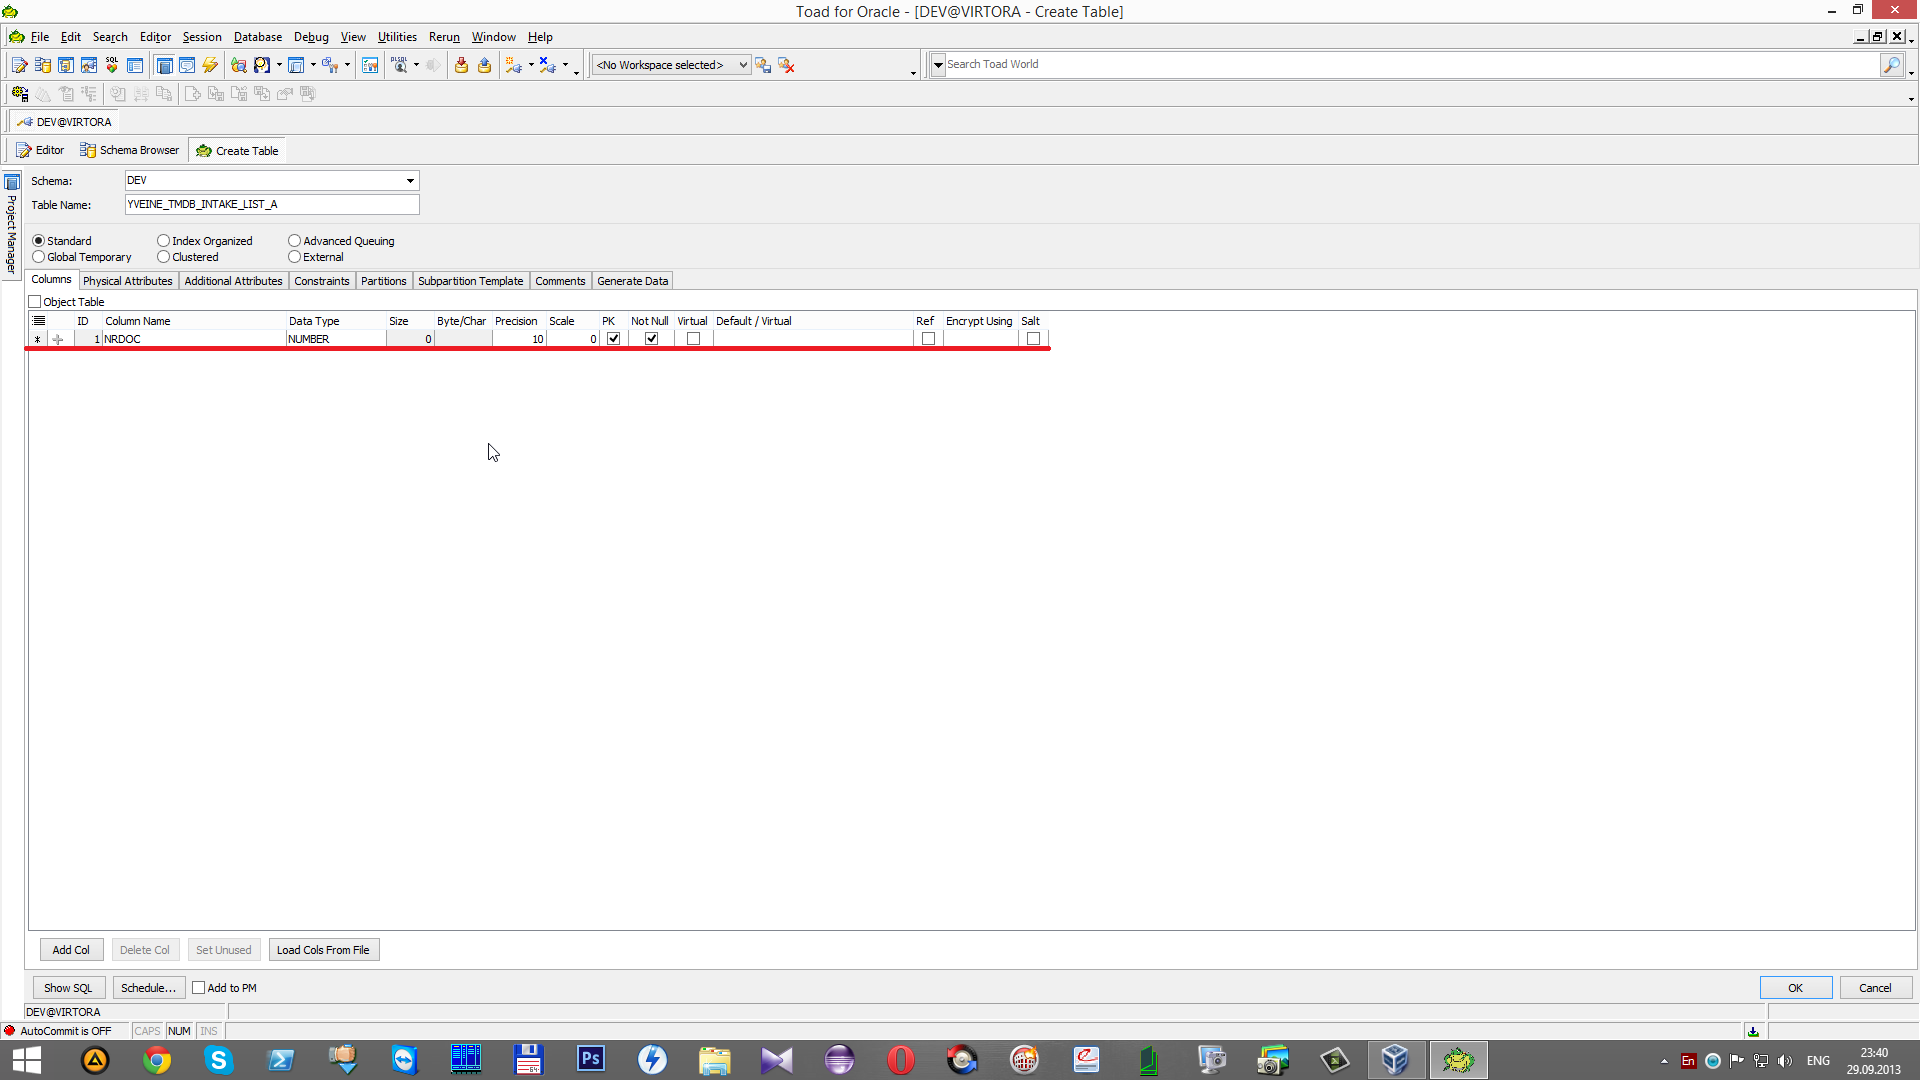 Toad for Oracle - [DEV@VIRTORA - Create Table]
File Edit Search Editor Session Database Debug View Utilities Rerun Window Help
SQL
<No Workspace selected>
Search Toad World
DEV@VIRTORA
Editor Schema Browser Create Table
Project Manager
Schema: DEV
Table Name: YVEINE_TMDB_INTAKE_LIST_A
Standard Index Organized Advanced Queuing
Global Temporary Clustered External
Columns Physical Attributes Additional Attributes Constraints Partitions Subpartition Template Comments Generate Data
Object Table
ID Column Name Data Type Size Byte/Char Precision Scale PK Not Null Virtual Default / Virtual Ref Encrypt Using Salt
1 NRDOC NUMBER 0 10 0
Add Col Delete Col Set Unused Load Cols From File
Show SQL Schedule... Add to PM OK Cancel
DEV@VIRTORA
AutoCommit is OFF CAPS NUM INS
64 Ps
En ENG 23:40
29.09.2013